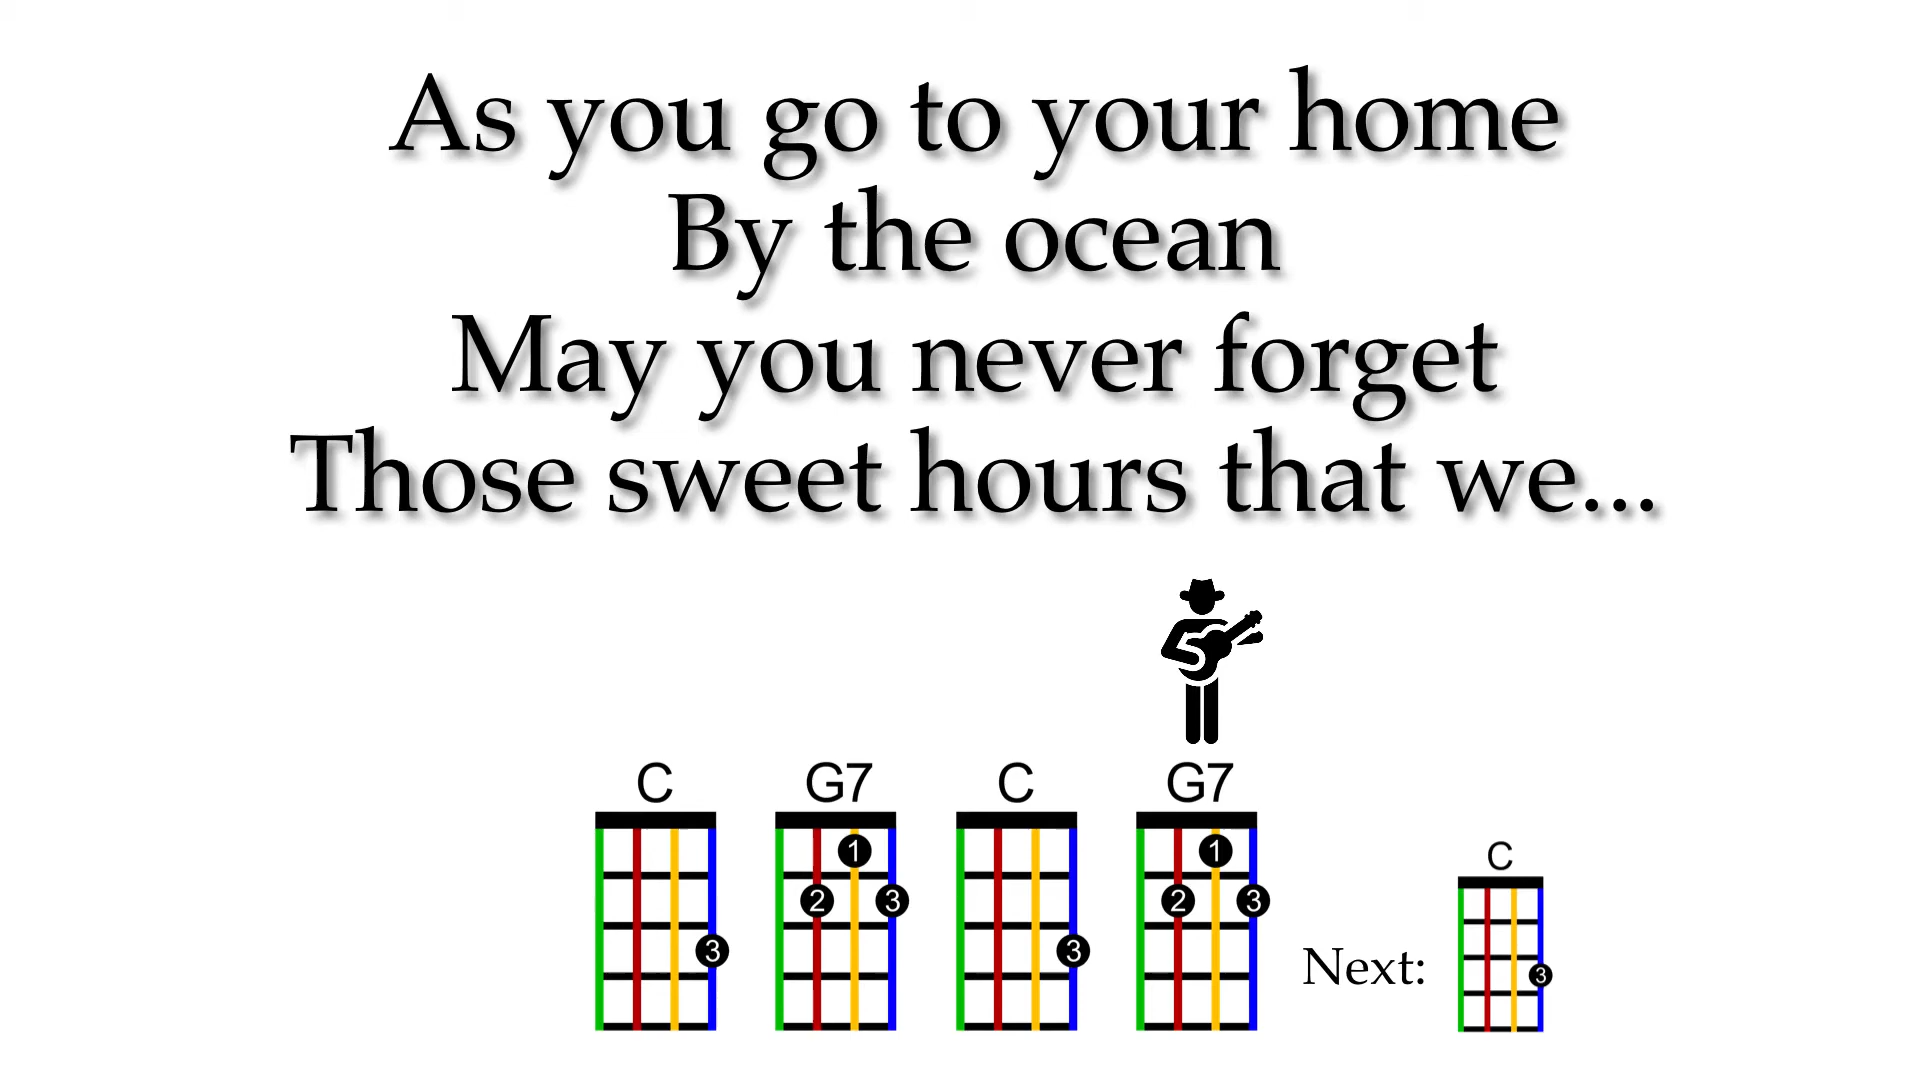 As you go to your home
By the ocean
May you never forget
Those sweet hours that we...
C G7 C G7
C
1 1
2 3 2 3
3 3
Next: 3